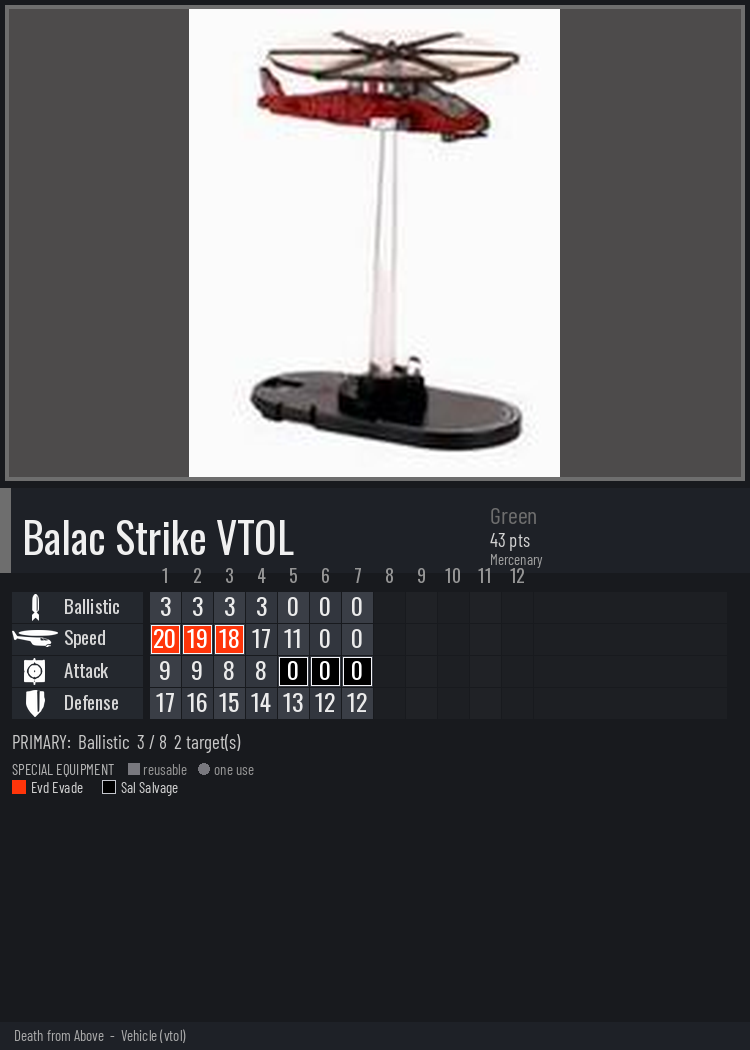 Balac Strike VTOL
Green
43 pts
Mercenary
1 2 3 4 5 6 7 8 9 10 11 12
Ballistic 3 3 3 3 0 0 0
Speed 20 19 18 17 11 0 0
Attack 9 9 8 8 0 0 0
Defense 17 16 15 14 13 12 12
PRIMARY: Ballistic 3 / 8 2 target(s)
SPECIAL EQUIPMENT reusable one use
Evd Evade Sal Salvage
Death from Above - Vehicle (vtol)